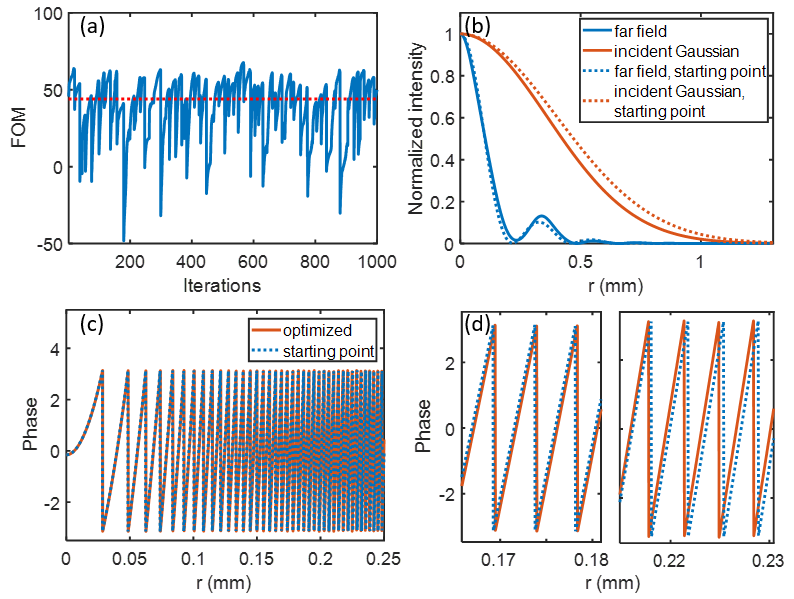 (a)
100
50
0
-50
FOM
200
400
600
800
1000
Iterations
(b)
far field
incident Gaussian
far field, starting point
incident Gaussian,
starting point
1
0.8
0.6
0.4
0.2
0
Normalized intensity
0
0.5
1
r (mm)
(c)
optimized
starting point
4
2
0
-2
Phase
0
0.05
0.1
0.15
0.2
0.25
r (mm)
(d)
2
0
-2
Phase
0.17
0.18
0.22
0.23
r (mm)